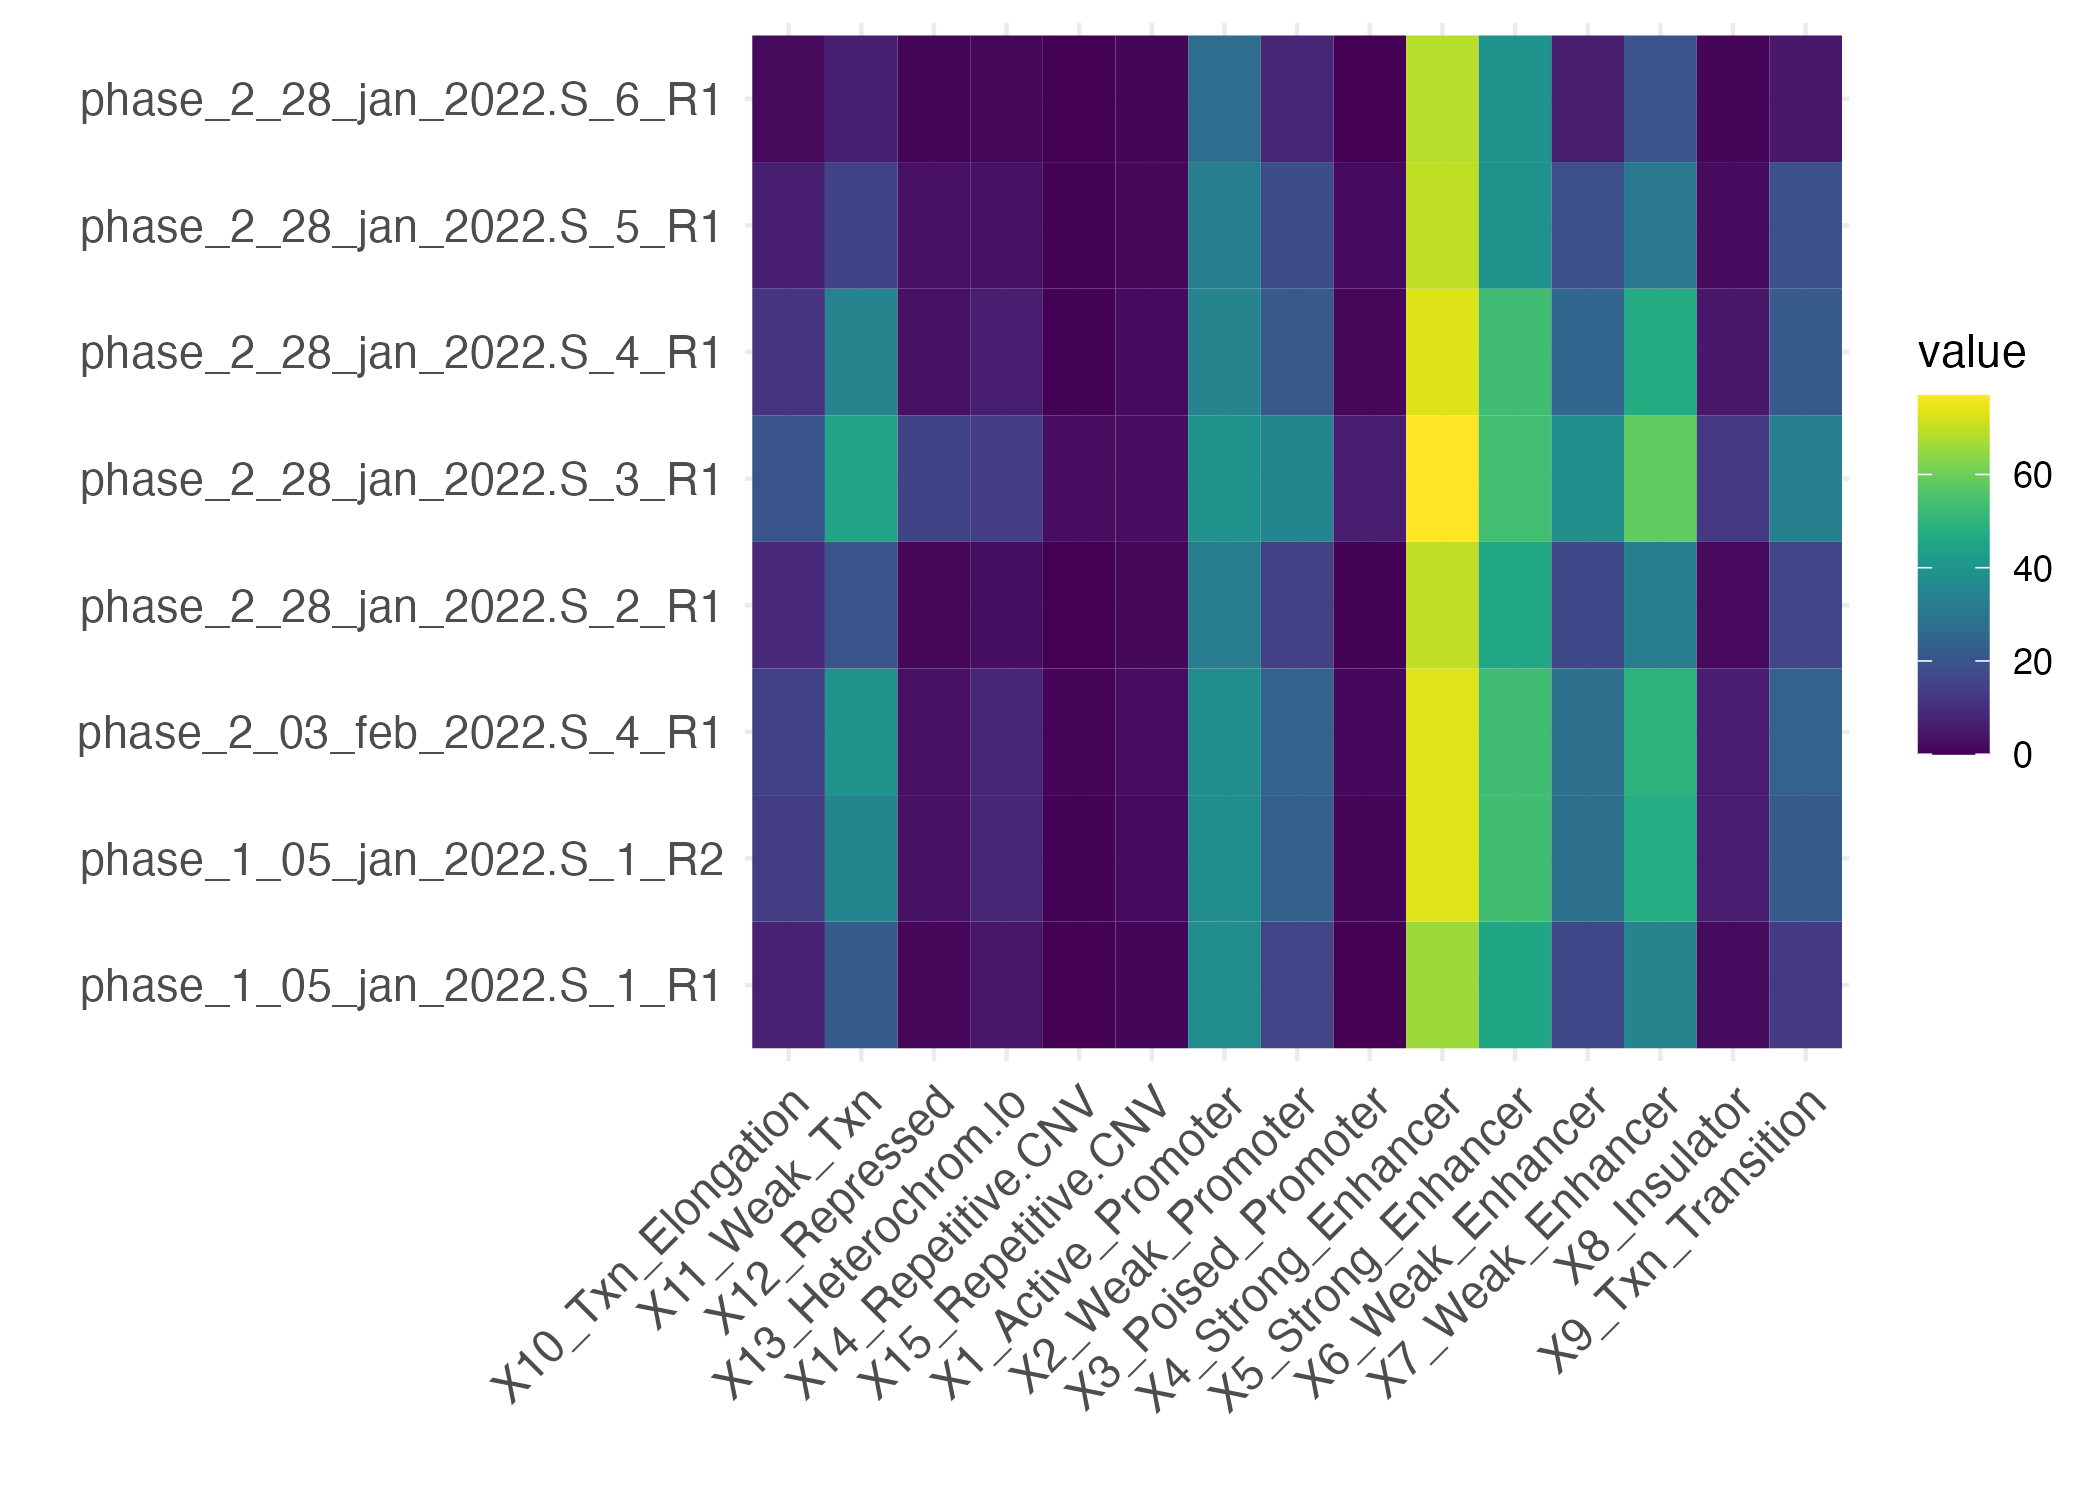 phase_2_28_jan_2022.S_6_R1
phase_2_28_jan_2022.S_5_R1
phase_2_28_jan_2022.S_4_R1
phase_2_28_jan_2022.S_3_R1
phase_2_28_jan_2022.S_2_R1
phase_2_03_feb_2022.S_4_R1
phase_1_05_jan_2022.S_1_R2
phase_1_05_jan_2022.S_1_R1
X10_Txn_Elongation
X11_Weak_Txn
X12_Repressed
X13_Heterochrom.lo
X14_Repetitive.CNV
X15_Repetitive.CNV
X1_Active_Promoter
X2_Weak_Promoter
X3_Poised_Promoter
X4_Strong_Enhancer
X5_Strong_Enhancer
X6_Weak_Enhancer
X7_Weak_Enhancer
X8_Insulator
X9_Txn_Transition
value
60
40
20
0